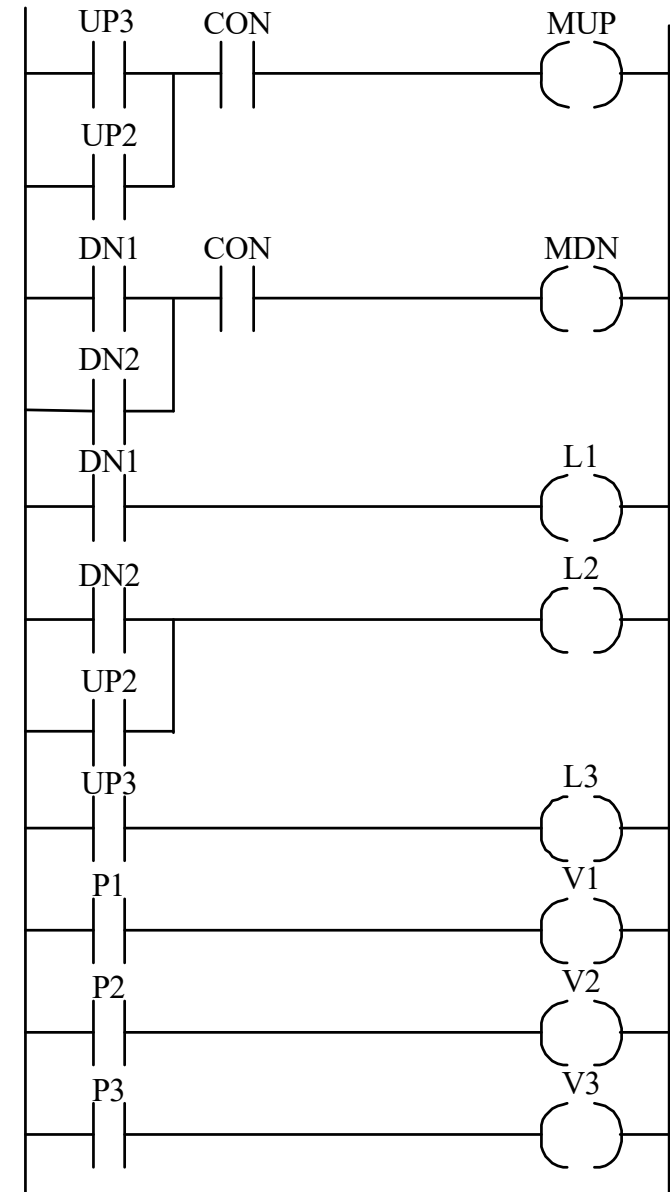 UP3 CON MUP
UP2
DN1 CON MDN
DN2
DN1 L1
DN2 L2
UP2
UP3 L3
P1 V1
P2 V2
P3 V3